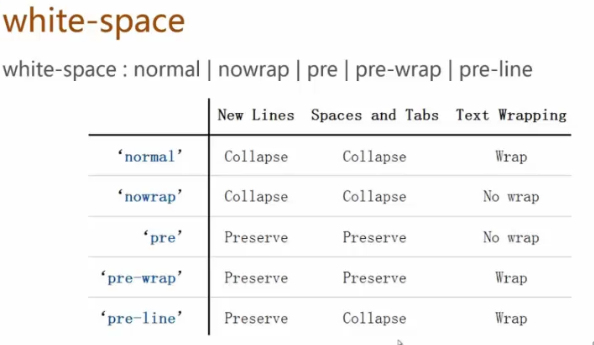 white-space
white-space : normal | nowrap | pre | pre-wrap | pre-line
New Lines Spaces and Tabs Text Wrapping
‘normal’ Collapse Collapse Wrap
‘nowrap’ Collapse Collapse No wrap
‘pre’ Preserve Preserve No wrap
‘pre-wrap’ Preserve Preserve Wrap
‘pre-line’ Preserve Collapse Wrap